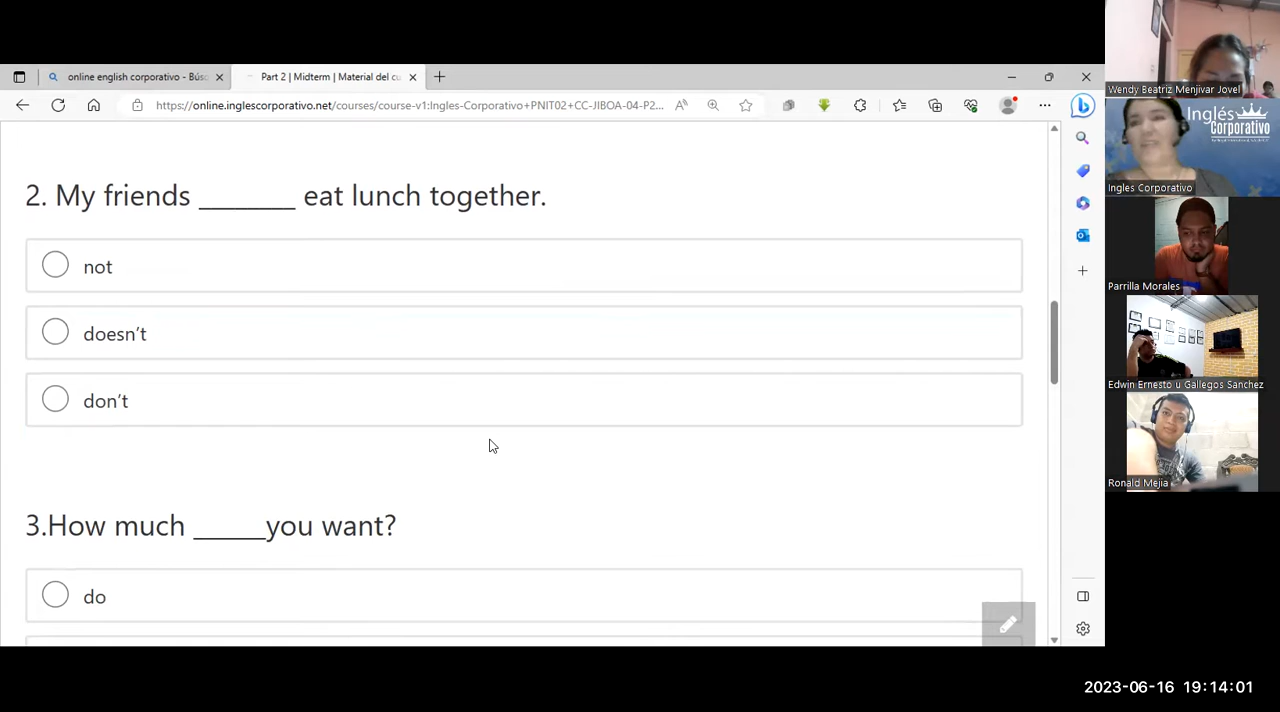 online english corporativo - Búsc
Part 2 | Midterm | Material del cu
https://online.inglescorporativo.net/courses/course-v1:Ingles-Corporativo+PNIT02+CC-JIBOA-04-P2...
2. My friends ________ eat lunch together.
not
doesn't
don't
3.How much ______you want?
do
Wendy Beatriz Menjivar Jovel
Inglés
Corporativo
Ingles Corporativo
Parrilla Morales
Edwin Ernesto u Gallegos Sanchez
Ronald Mejia
2023-06-16 19:14:01